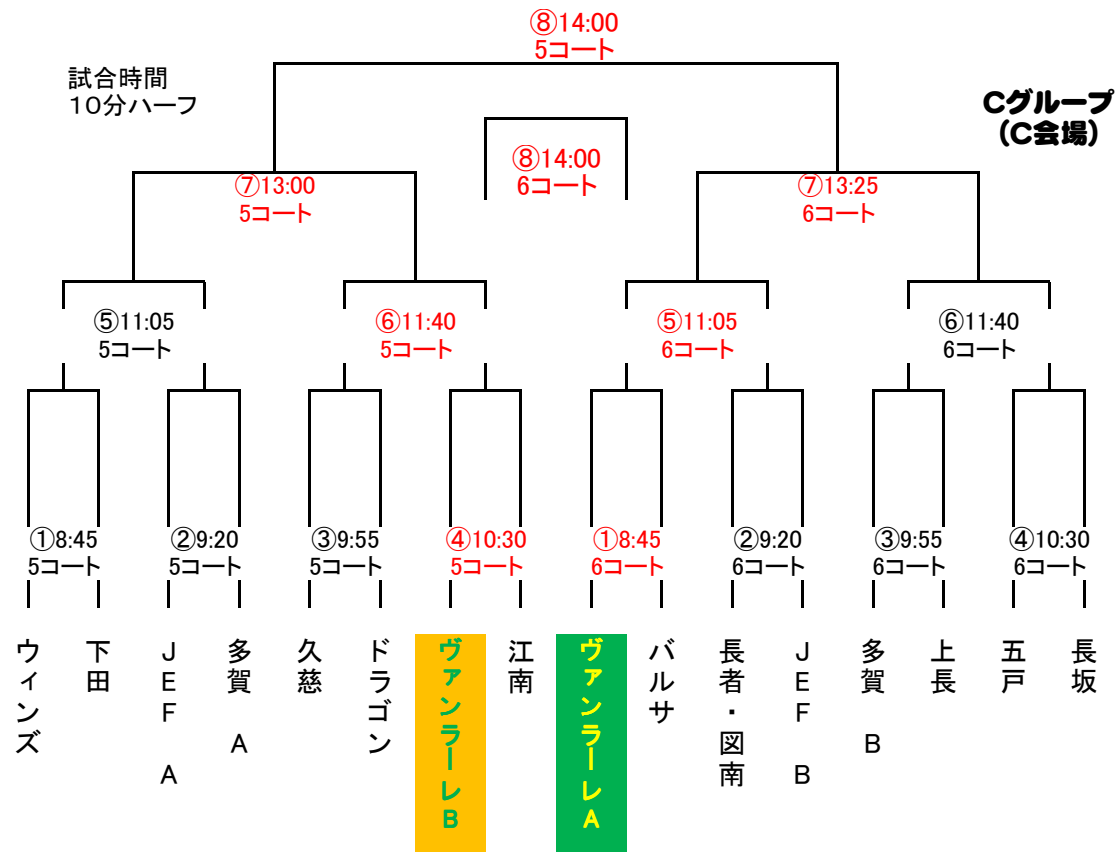 ⑧14:00
5コート
試合時間
10分ハーフ
Cグループ
(C会場)
⑧14:00
6コート
⑦13:00
5コート
⑦13:25
6コート
⑤11:05
5コート
⑥11:40
5コート
⑤11:05
6コート
⑥11:40
6コート
①8:45
5コート
②9:20
5コート
③9:55
5コート
④10:30
5コート
①8:45
6コート
②9:20
6コート
③9:55
6コート
④10:30
6コート
ウィンズ
下田
JEF A
多賀 A
久慈
ドラゴン
ヴァンラーレB
江南
ヴァンラーレA
バルサ
長者・図南
JEF B
多賀 B
上長
五戸
長坂